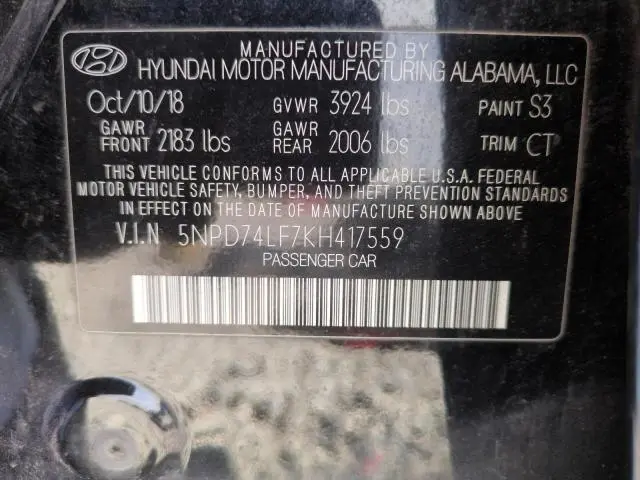 MANUFACTURED BY
HYUNDAI MOTOR MANUFACTURING ALABAMA, LLC
Oct/10/18 GVWR 3924 lbs PAINT S3
GAWR FRONT 2183 lbs GAWR REAR 2006 lbs TRIM CT
THIS VEHICLE CONFORMS TO ALL APPLICABLE U.S.A. FEDERAL
MOTOR VEHICLE SAFETY, BUMPER, AND THEFT PREVENTION STANDARDS
IN EFFECT ON THE DATE OF MANUFACTURE SHOWN ABOVE
V.I.N 5NPD74LF7KH417559
PASSENGER CAR